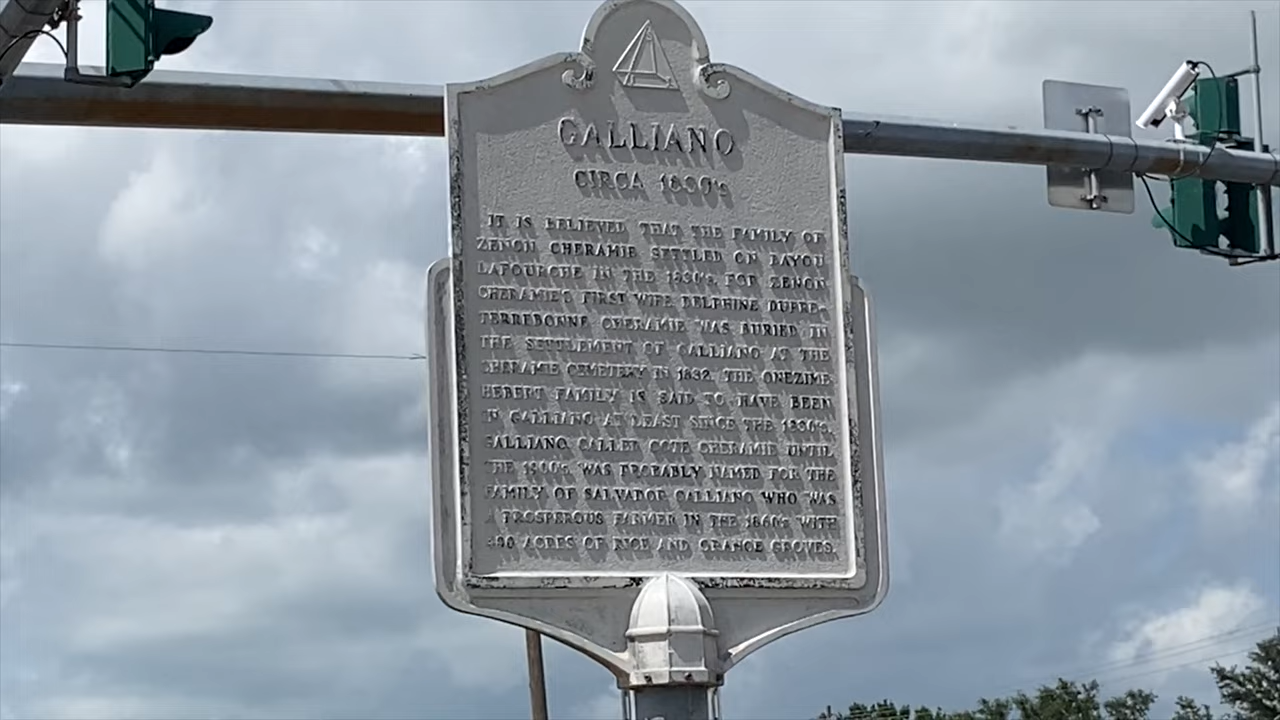 GALLIANO
CIRCA 1830's
IT IS BELIEVED THAT THE FAMILY OF
ZENON CHERAMIE SETTLED ON BAYOU
LAFOURCHE IN THE 1830's, FOR ZENON
CHERAMIE'S FIRST WIFE DELPHINE DUPRE-
TERREBONNE CHERAMIE WAS BURIED IN
THE SETTLEMENT OF GALLIANO AT THE
CHERAMIE CEMETERY IN 1832. THE ONEZIME
HEBERT FAMILY IS SAID TO HAVE BEEN
IN GALLIANO AT LEAST SINCE THE 1830's.
GALLIANO, CALLED COTE CHERAMIE UNTIL
THE 1900's, WAS PROBABLY NAMED FOR THE
FAMILY OF SALVADOR GALLIANO WHO WAS
A PROSPEROUS FARMER IN THE 1860's WITH
ACRES OF RICE AND ORANGE GROVES.